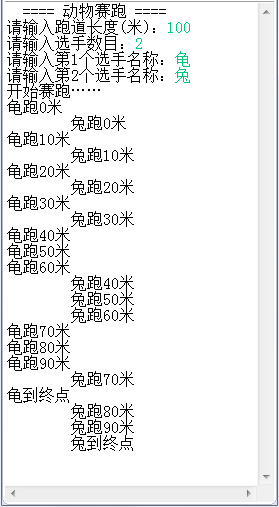 ==== 动物赛跑 ====
请输入跑道长度(米): 100
请输入选手数目: 2
请输入第1个选手名称: 龟
请输入第2个选手名称: 兔
开始赛跑……
龟跑0米
兔跑0米
龟跑10米
兔跑10米
龟跑20米
兔跑20米
龟跑30米
兔跑30米
龟跑40米
龟跑50米
龟跑60米
兔跑40米
兔跑50米
兔跑60米
龟跑70米
龟跑80米
龟跑90米
兔跑70米
龟到终点
兔跑80米
兔跑90米
兔到终点